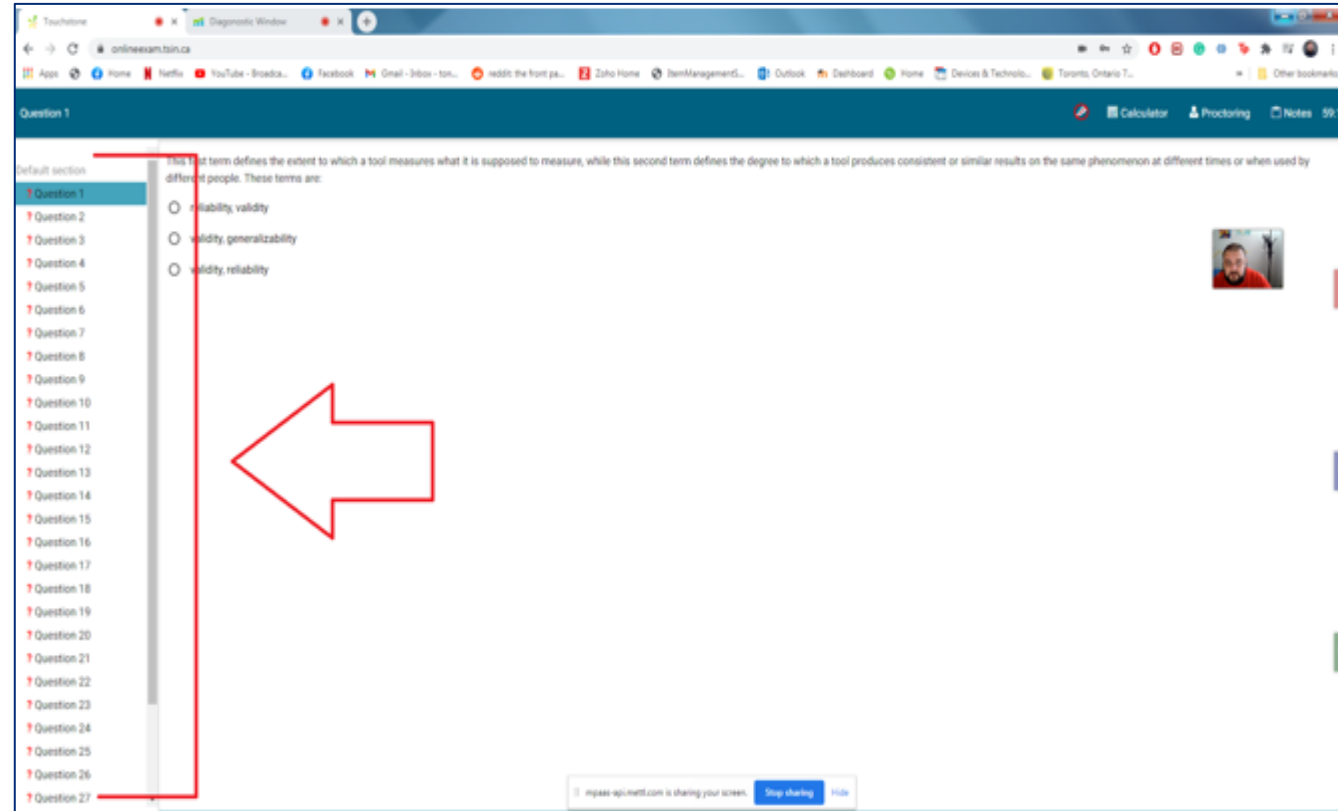 Touchstone
Diagnostic Window
onlineexam.tsin.ca
Apps Home Netflix YouTube - Broadca... Facebook Gmail - Inbox - ton... reddit: the front pa... Zoho Home ItemManagementS... Outlook Dashboard Home Devices & Technolo... Toronto, Ontario 7... Other bookmarks
Question 1 Calculator Proctoring Notes 59:
Default section
This first term defines the extent to which a tool measures what it is supposed to measure, while this second term defines the degree to which a tool produces consistent or similar results on the same phenomenon at different times or when used by
different people. These terms are:
reliability, validity
validity, generalizability
validity, reliability
? Question 1
? Question 2
? Question 3
? Question 4
? Question 5
? Question 6
? Question 7
? Question 8
? Question 9
? Question 10
? Question 11
? Question 12
? Question 13
? Question 14
? Question 15
? Question 16
? Question 17
? Question 18
? Question 19
? Question 20
? Question 21
? Question 22
? Question 23
? Question 24
? Question 25
? Question 26
? Question 27
mpaas-api.mettl.com is sharing your screen. Stop sharing Hide